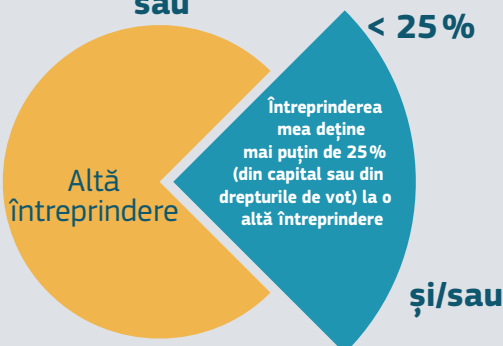 sau
< 25 %
Întreprinderea
mea deține
mai puțin de 25 %
(din capital sau din
drepturile de vot) la o
altă întreprindere
Altă
întreprindere
și/sau